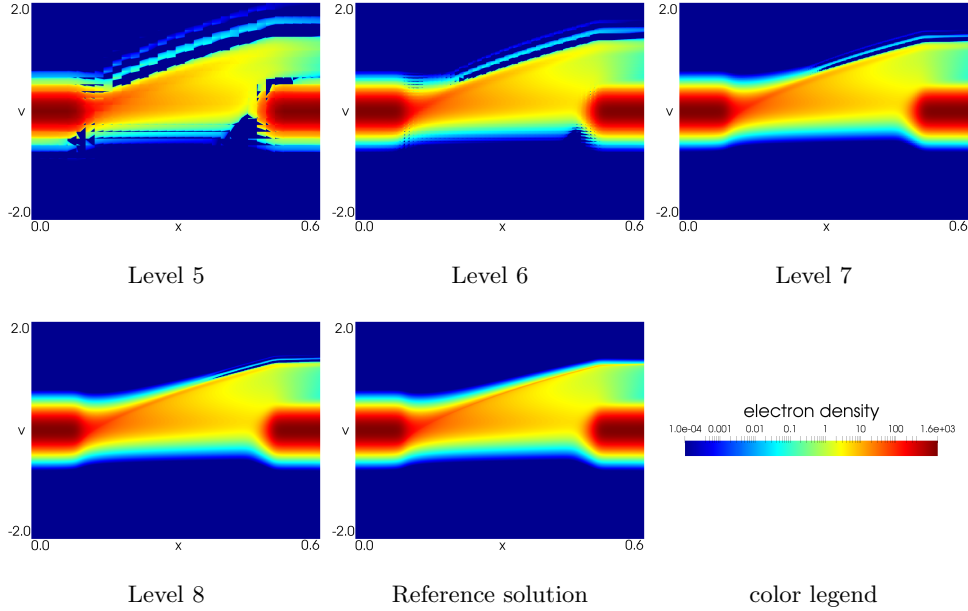 2.0
v
-2.0
0.0 x 0.6
Level 5
2.0
v
-2.0
0.0 x 0.6
Level 6
2.0
v
-2.0
0.0 x 0.6
Level 7
2.0
v
-2.0
0.0 x 0.6
Level 8
2.0
v
-2.0
0.0 x 0.6
Reference solution
electron density
1.0e-04 0.001 0.01 0.1 1 10 100 1.6e+03
color legend